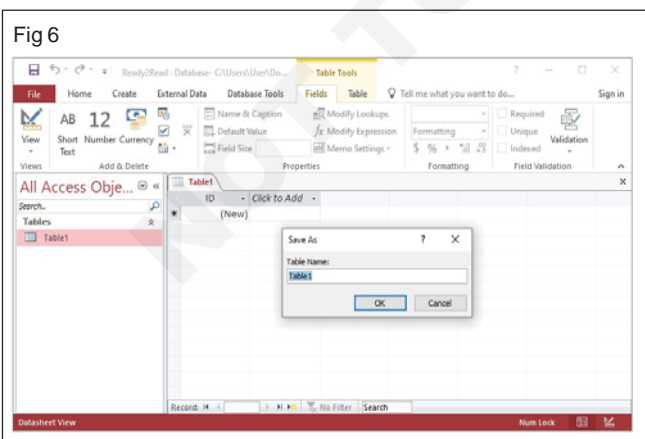 Fig 6
Ready2Read : Database- C:\Users\User\Do... Table Tools
File Home Create External Data Database Tools Fields Table Tell me what you want to do... Sign in
View
Views
AB Short Text
12 Number
Currency
Add & Delete
Name & Caption
Default Value
Field Size
Modify Lookups
Modify Expression
Memo Settings
Properties
Formatting
$ % ,
Formatting
Required
Unique
Indexed
Validation
Field Validation
All Access Obje...
Search..
Tables
Table1
Table1
ID Click to Add
(New)
Save As ? X
Table Name:
Table1
OK Cancel
Record: No Filter Search
Datasheet View Num Lock